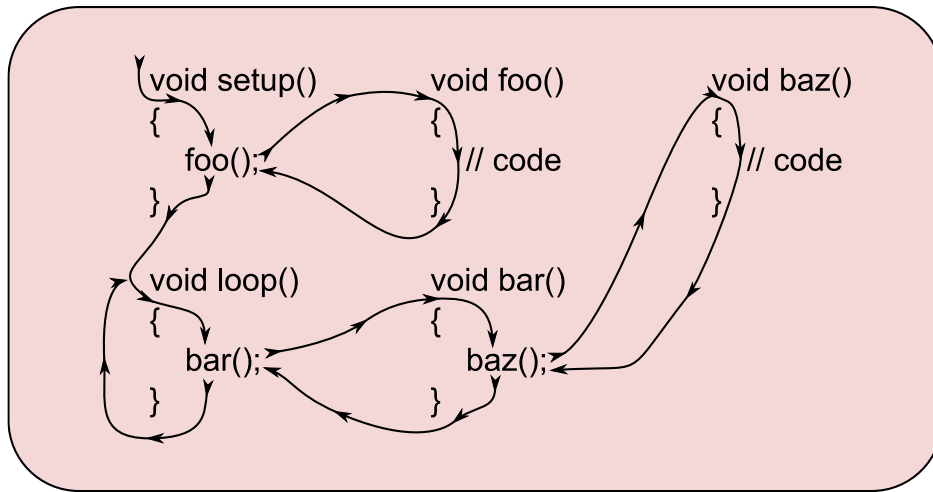 void setup()
{
foo();
}
void foo()
{
// code
}
void baz()
{
// code
}
void loop()
{
bar();
}
void bar()
{
baz();
}